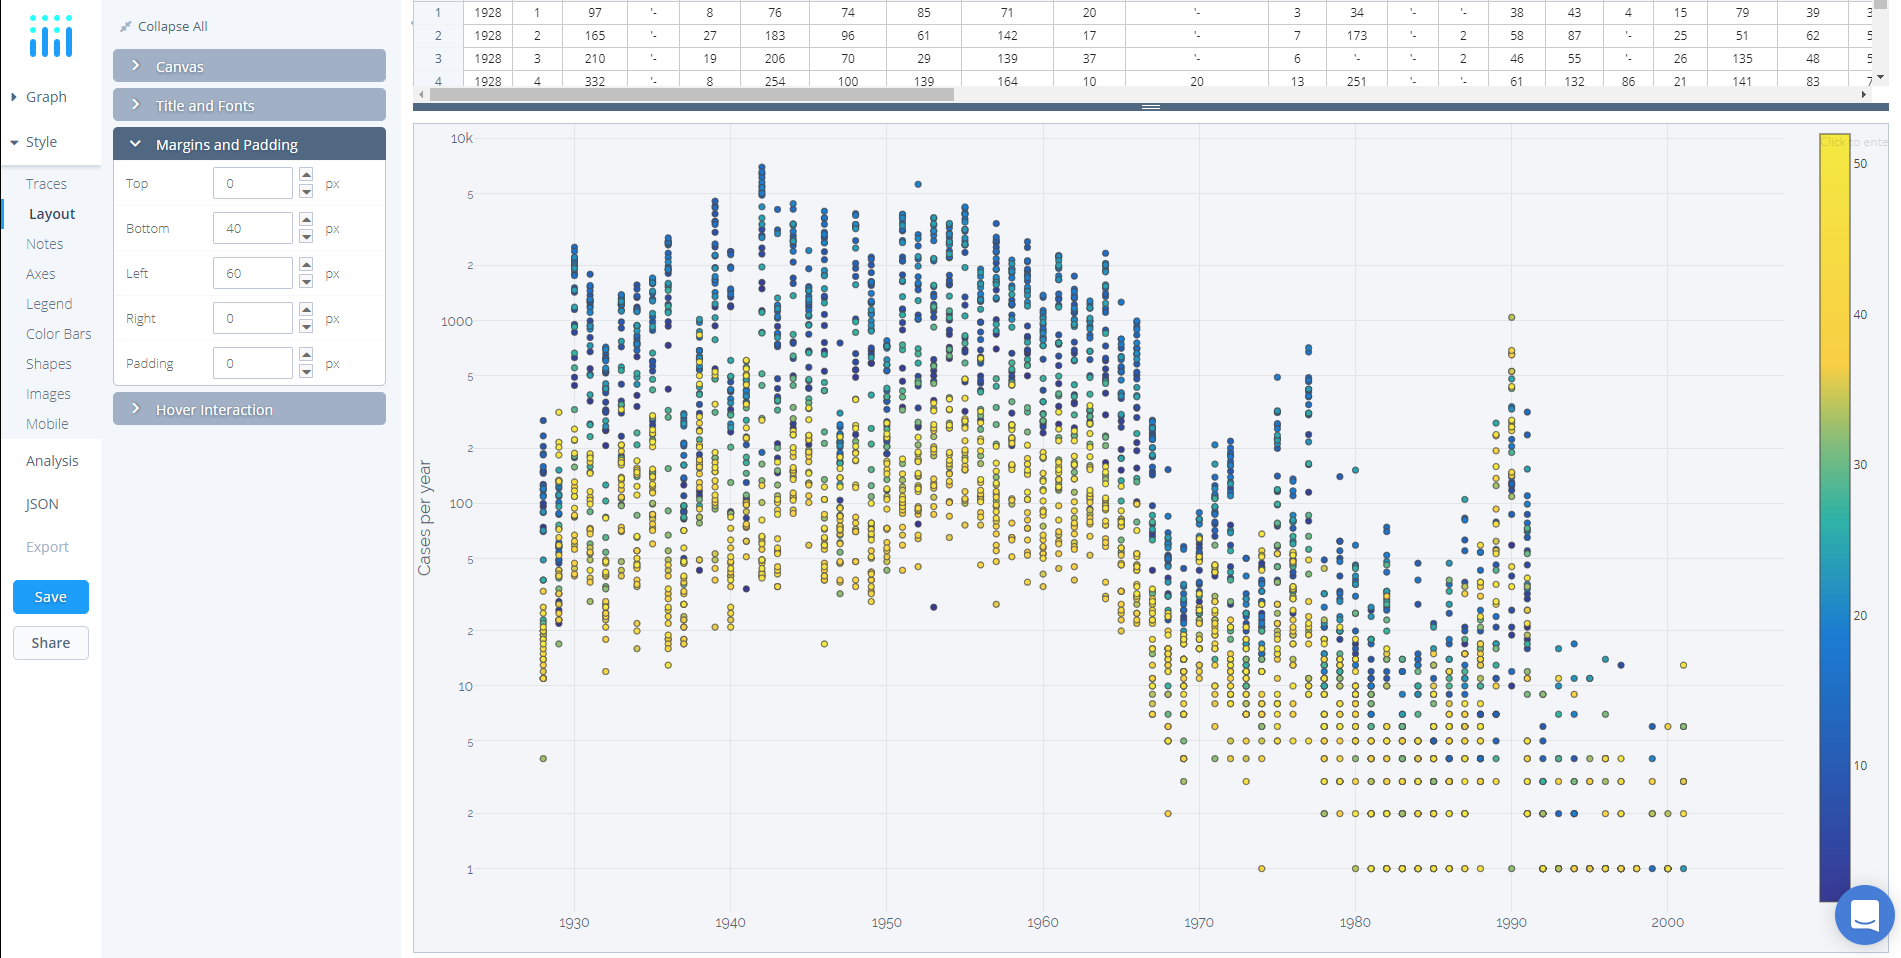 Collapse All
Canvas
Title and Fonts
Margins and Padding
Top 0 px
Bottom 40 px
Left 60 px
Right 0 px
Padding 0 px
Hover Interaction
Graph
Style
Traces
Layout
Notes
Axes
Legend
Color Bars
Shapes
Images
Mobile
Analysis
JSON
Export
Save
Share
1 1928 1 97 '- 8 76 74 85 71 20 '- 3 34 '- '- 38 43 4 15 79 39
2 1928 2 165 '- 27 183 96 61 142 17 '- 7 173 '- 2 58 87 '- 25 51 62
3 1928 3 210 '- 19 206 70 29 139 37 '- 6 '- '- 2 46 55 '- 26 135 48
4 1928 4 332 '- 8 254 100 139 164 10 20 13 251 '- '- 61 132 86 21 141 83
10k
5
2
1000
5
2
100
5
2
10
5
2
1
Cases per year
1930 1940 1950 1960 1970 1980 1990 2000
Click to ente
50
40
30
20
10